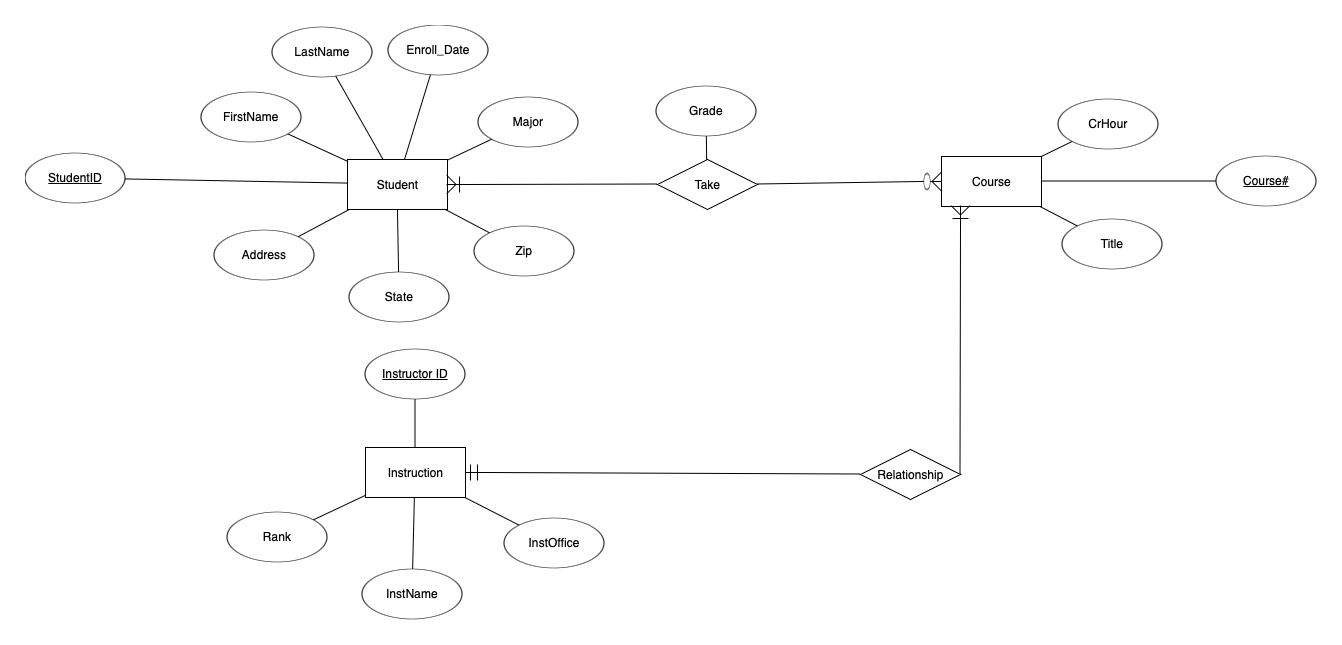 LastName
Enroll_Date
FirstName
Major
Grade
CrHour
StudentID
Student
Take
Course
Course#
Address
Zip
Title
State
Instructor ID
Instruction
Relationship
Rank
InstOffice
InstName